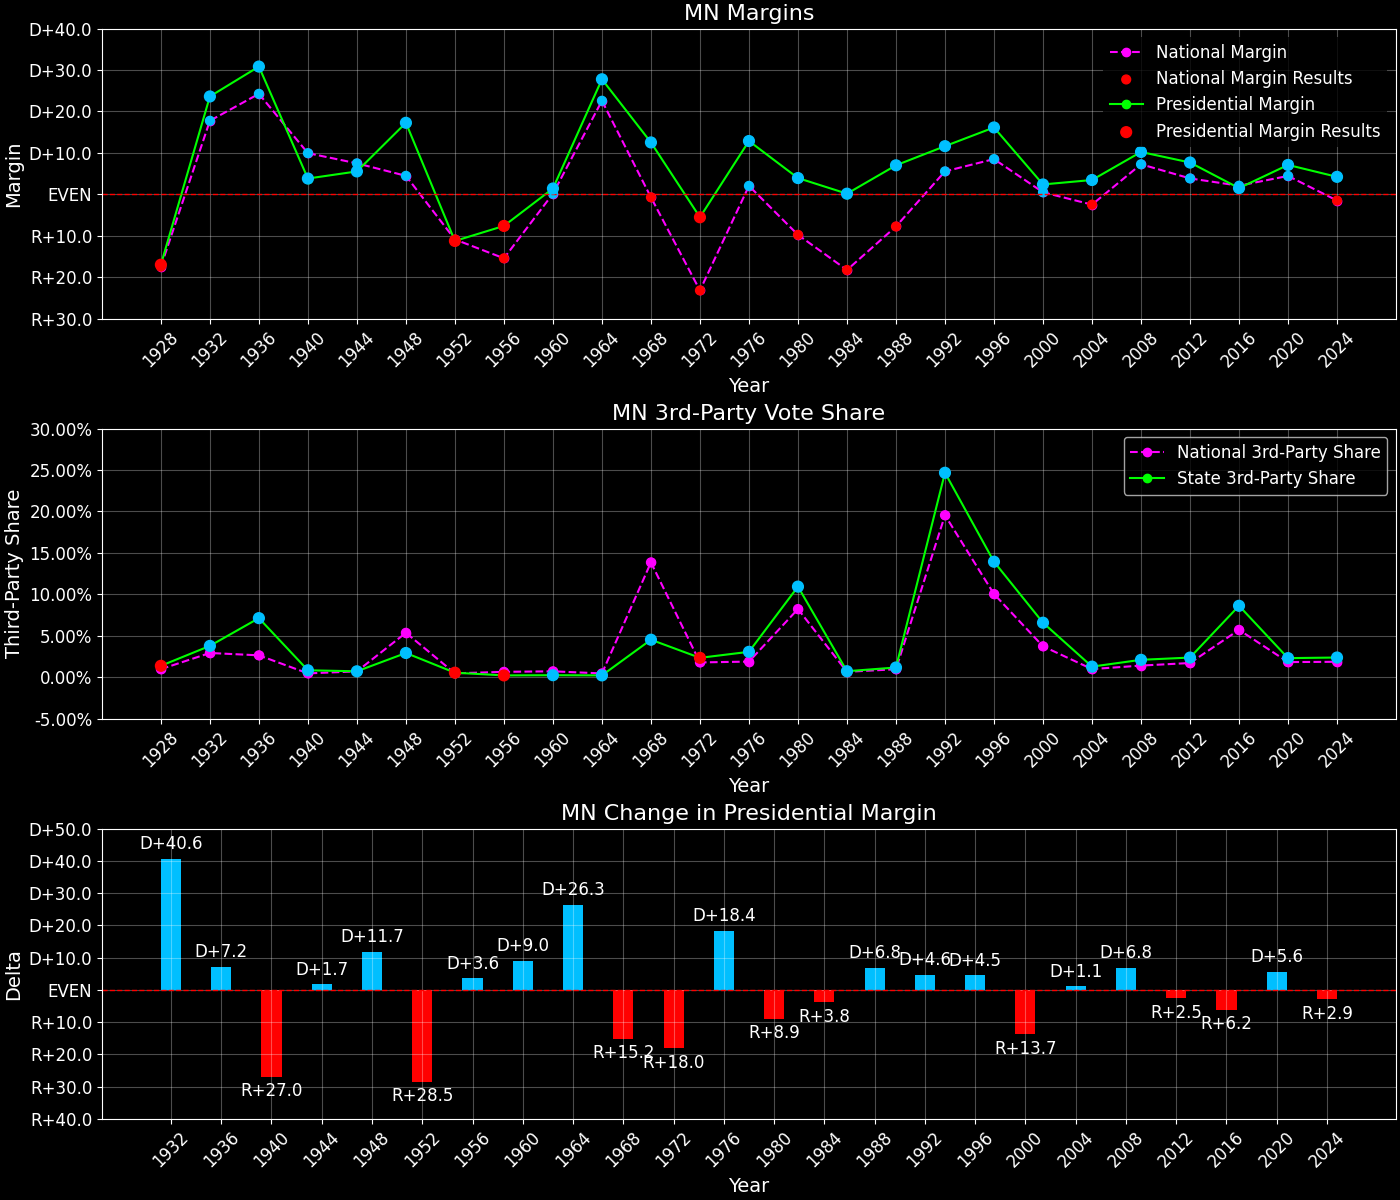 MN Margins
D+40.0
D+30.0
D+20.0
D+10.0
EVEN
R+10.0
R+20.0
R+30.0
Margin
National Margin
National Margin Results
Presidential Margin
Presidential Margin Results
1928 1932 1936 1940 1944 1948 1952 1956 1960 1964 1968 1972 1976 1980 1984 1988 1992 1996 2000 2004 2008 2012 2016 2020 2024
Year
MN 3rd-Party Vote Share
30.00%
25.00%
20.00%
15.00%
10.00%
5.00%
0.00%
-5.00%
Third-Party Share
National 3rd-Party Share
State 3rd-Party Share
1928 1932 1936 1940 1944 1948 1952 1956 1960 1964 1968 1972 1976 1980 1984 1988 1992 1996 2000 2004 2008 2012 2016 2020 2024
Year
MN Change in Presidential Margin
D+50.0
D+40.0
D+30.0
D+20.0
D+10.0
EVEN
R+10.0
R+20.0
R+30.0
R+40.0
Delta
D+40.6
D+7.2
R+27.0
D+1.7
D+11.7
R+28.5
D+3.6
D+9.0
D+26.3
R+15.2
R+18.0
D+18.4
R+8.9
R+3.8
D+6.8
D+4.6
D+4.5
R+13.7
D+1.1
D+6.8
R+2.5
R+6.2
D+5.6
R+2.9
1932 1936 1940 1944 1948 1952 1956 1960 1964 1968 1972 1976 1980 1984 1988 1992 1996 2000 2004 2008 2012 2016 2020 2024
Year